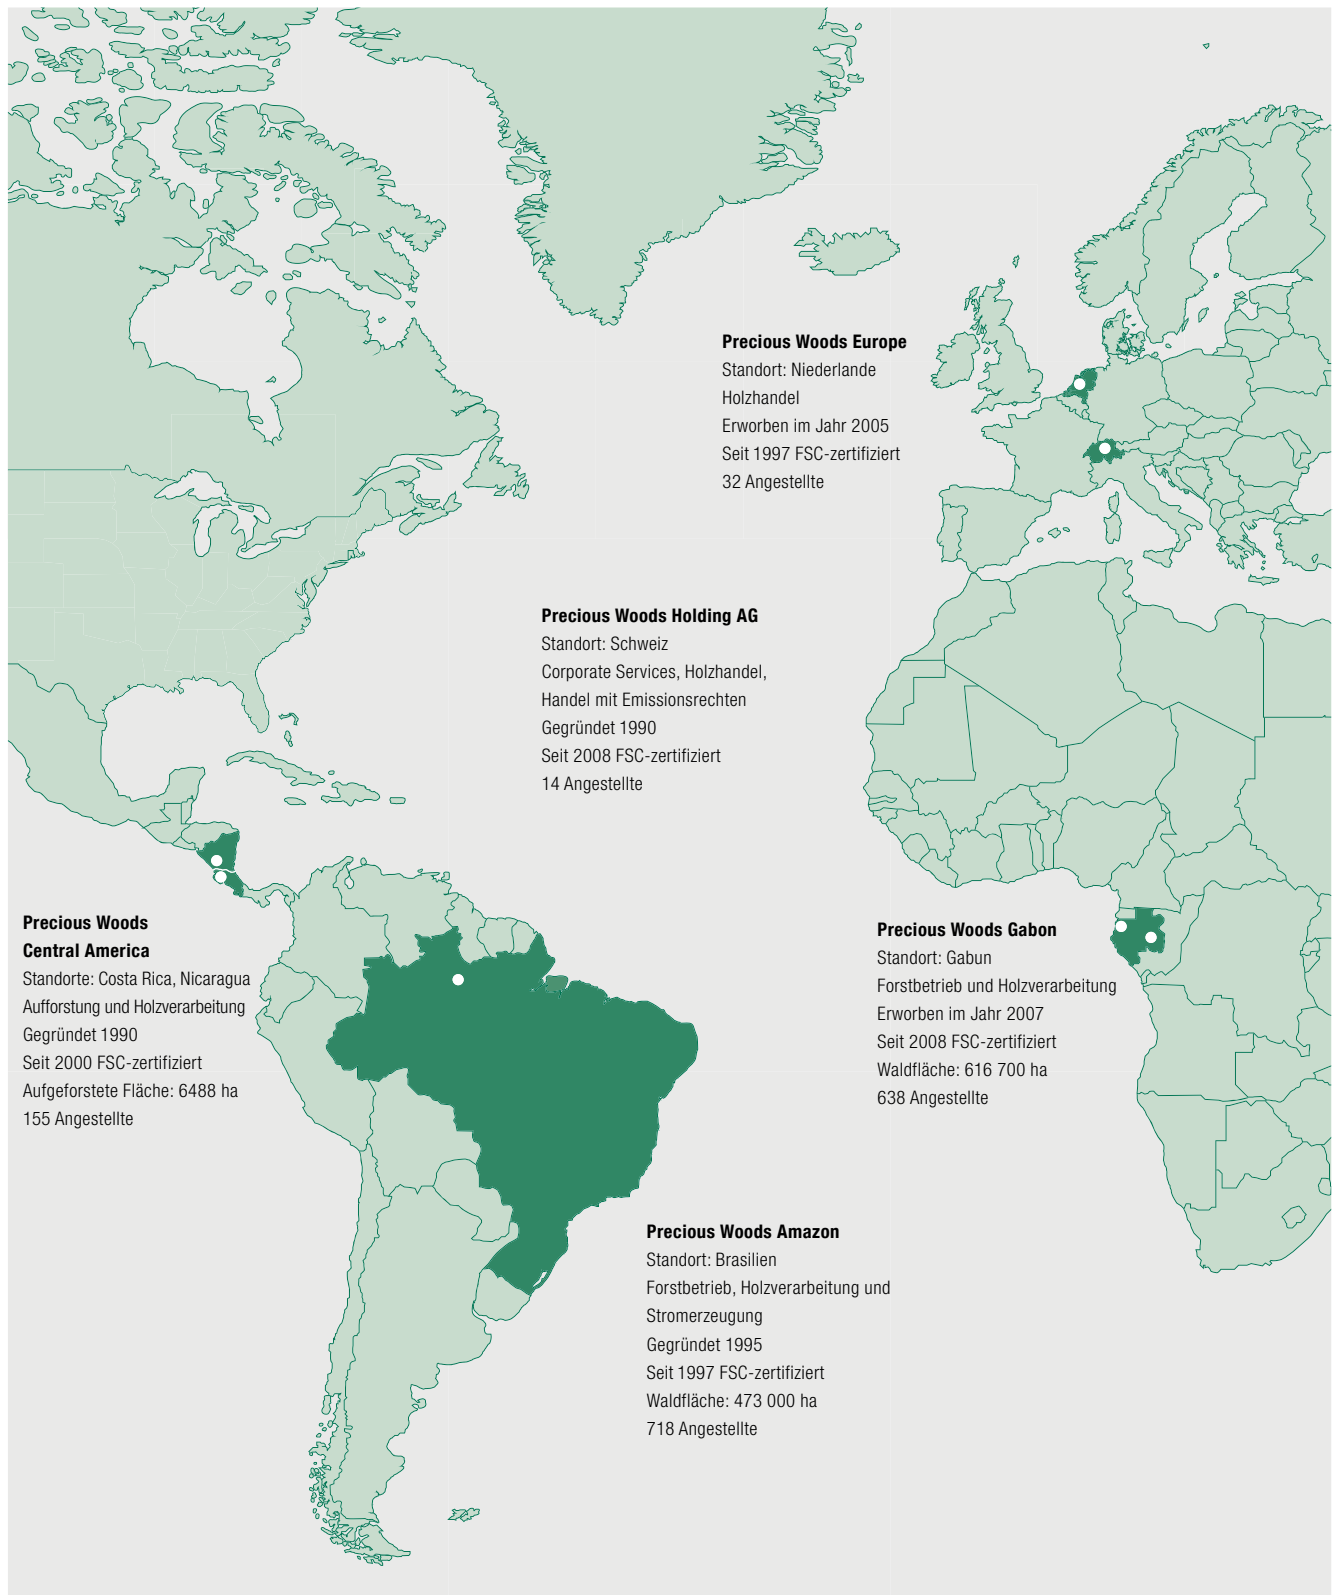 Precious Woods Europe
Standort: Niederlande
Holzhandel
Erworben im Jahr 2005
Seit 1997 FSC-zertifiziert
32 Angestellte
Precious Woods Holding AG
Standort: Schweiz
Corporate Services, Holzhandel,
Handel mit Emissionsrechten
Gegründet 1990
Seit 2008 FSC-zertifiziert
14 Angestellte
Precious Woods
Central America
Standorte: Costa Rica, Nicaragua
Aufforstung und Holzverarbeitung
Gegründet 1990
Seit 2000 FSC-zertifiziert
Aufgeforstete Fläche: 6488 ha
155 Angestellte
Precious Woods Gabon
Standort: Gabun
Forstbetrieb und Holzverarbeitung
Erworben im Jahr 2007
Seit 2008 FSC-zertifiziert
Waldfläche: 616 700 ha
638 Angestellte
Precious Woods Amazon
Standort: Brasilien
Forstbetrieb, Holzverarbeitung und
Stromerzeugung
Gegründet 1995
Seit 1997 FSC-zertifiziert
Waldfläche: 473 000 ha
718 Angestellte